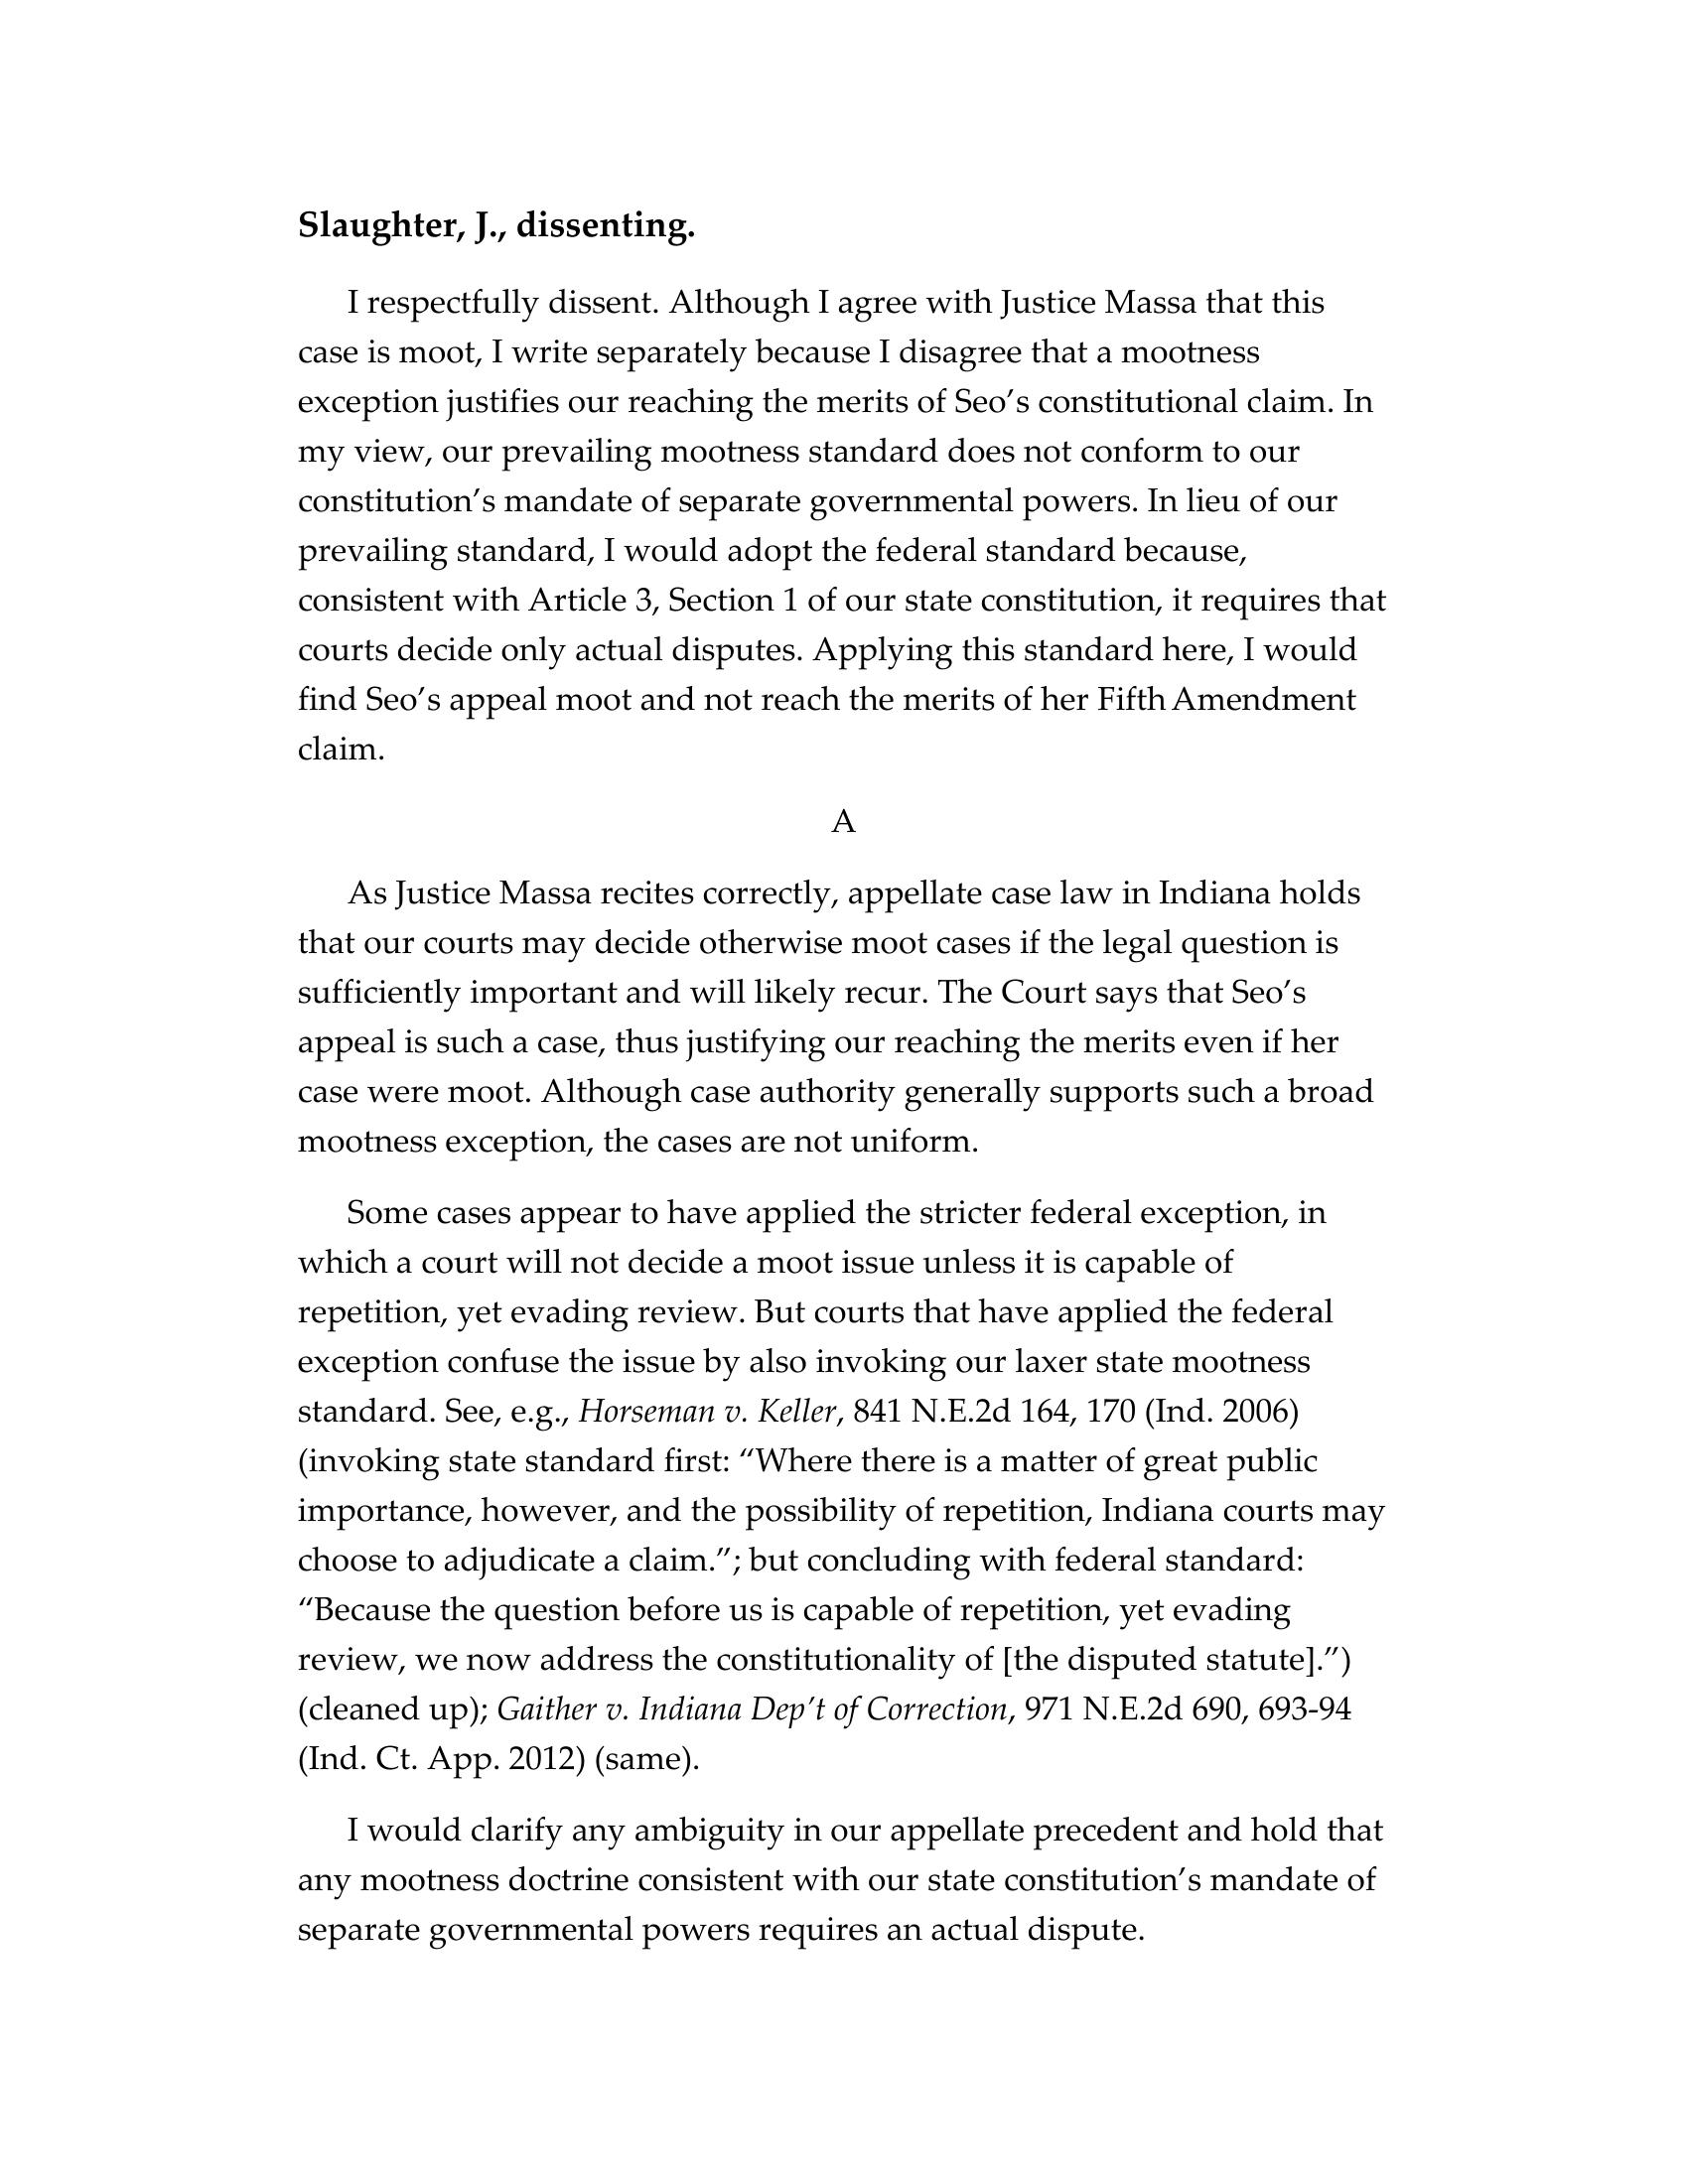 Slaughter, J., dissenting.
I respectfully dissent. Although I agree with Justice Massa that this
case is moot, I write separately because I disagree that a mootness
exception justifies our reaching the merits of Seo’s constitutional claim. In
my view, our prevailing mootness standard does not conform to our
constitution’s mandate of separate governmental powers. In lieu of our
prevailing standard, I would adopt the federal standard because,
consistent with Article 3, Section 1 of our state constitution, it requires that
courts decide only actual disputes. Applying this standard here, I would
find Seo’s appeal moot and not reach the merits of her Fifth Amendment
claim.
A
As Justice Massa recites correctly, appellate case law in Indiana holds
that our courts may decide otherwise moot cases if the legal question is
sufficiently important and will likely recur. The Court says that Seo’s
appeal is such a case, thus justifying our reaching the merits even if her
case were moot. Although case authority generally supports such a broad
mootness exception, the cases are not uniform.
Some cases appear to have applied the stricter federal exception, in
which a court will not decide a moot issue unless it is capable of
repetition, yet evading review. But courts that have applied the federal
exception confuse the issue by also invoking our laxer state mootness
standard. See, e.g., Horseman v. Keller, 841 N.E.2d 164, 170 (Ind. 2006)
(invoking state standard first: “Where there is a matter of great public
importance, however, and the possibility of repetition, Indiana courts may
choose to adjudicate a claim.”; but concluding with federal standard:
“Because the question before us is capable of repetition, yet evading
review, we now address the constitutionality of [the disputed statute].”)
(cleaned up); Gaither v. Indiana Dep’t of Correction, 971 N.E.2d 690, 693-94
(Ind. Ct. App. 2012) (same).
I would clarify any ambiguity in our appellate precedent and hold that
any mootness doctrine consistent with our state constitution’s mandate of
separate governmental powers requires an actual dispute.